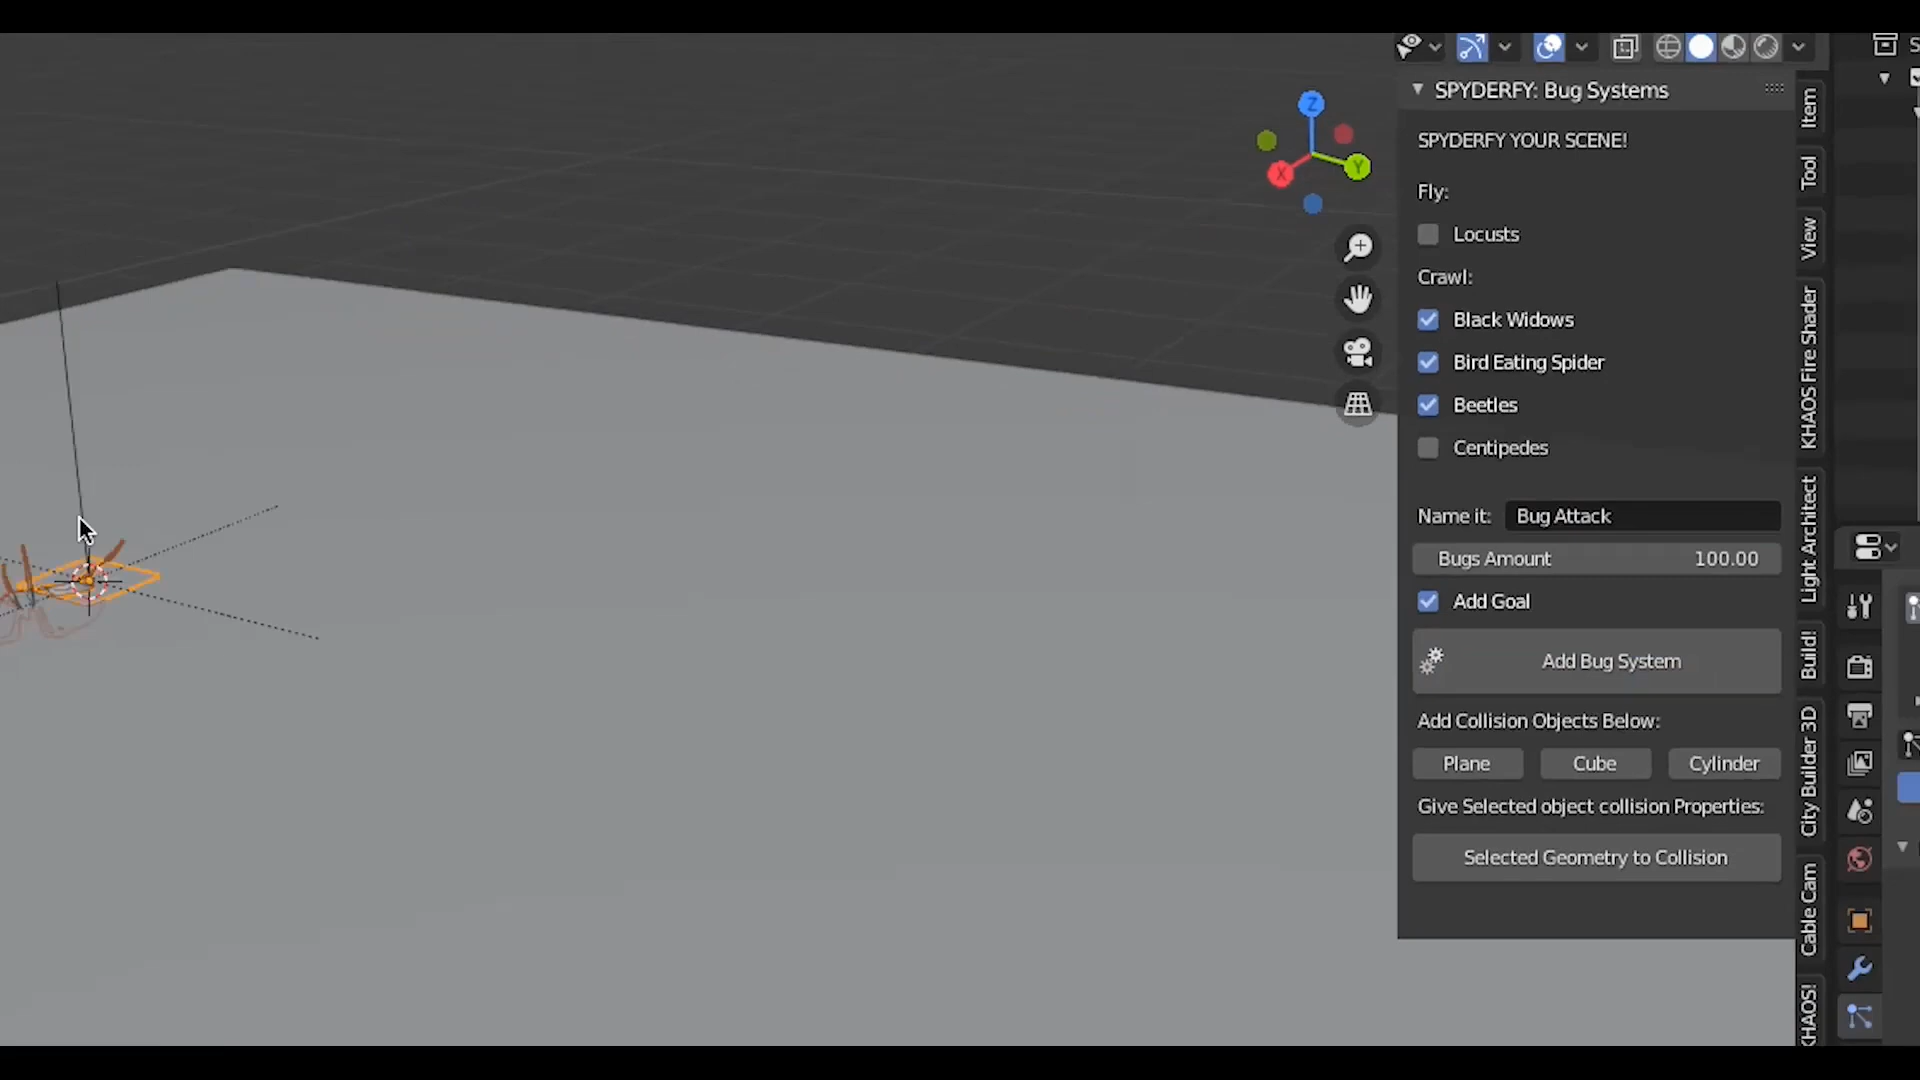 SPYDERFY: Bug Systems
SPYDERFY YOUR SCENE!
Fly:
Locusts
Crawl:
Black Widows
Bird Eating Spider
Beetles
Centipedes
Name it: Bug Attack
Bugs Amount 100.00
Add Goal
Add Bug System
Add Collision Objects Below:
Plane Cube Cylinder
Give Selected object collision Properties:
Selected Geometry to Collision
Z
X
Y
Item
Tool
View
KHAOS Fire Shader
Light Architect
Build!
City Builder 3D
Cable Cam
KHAOS!
S